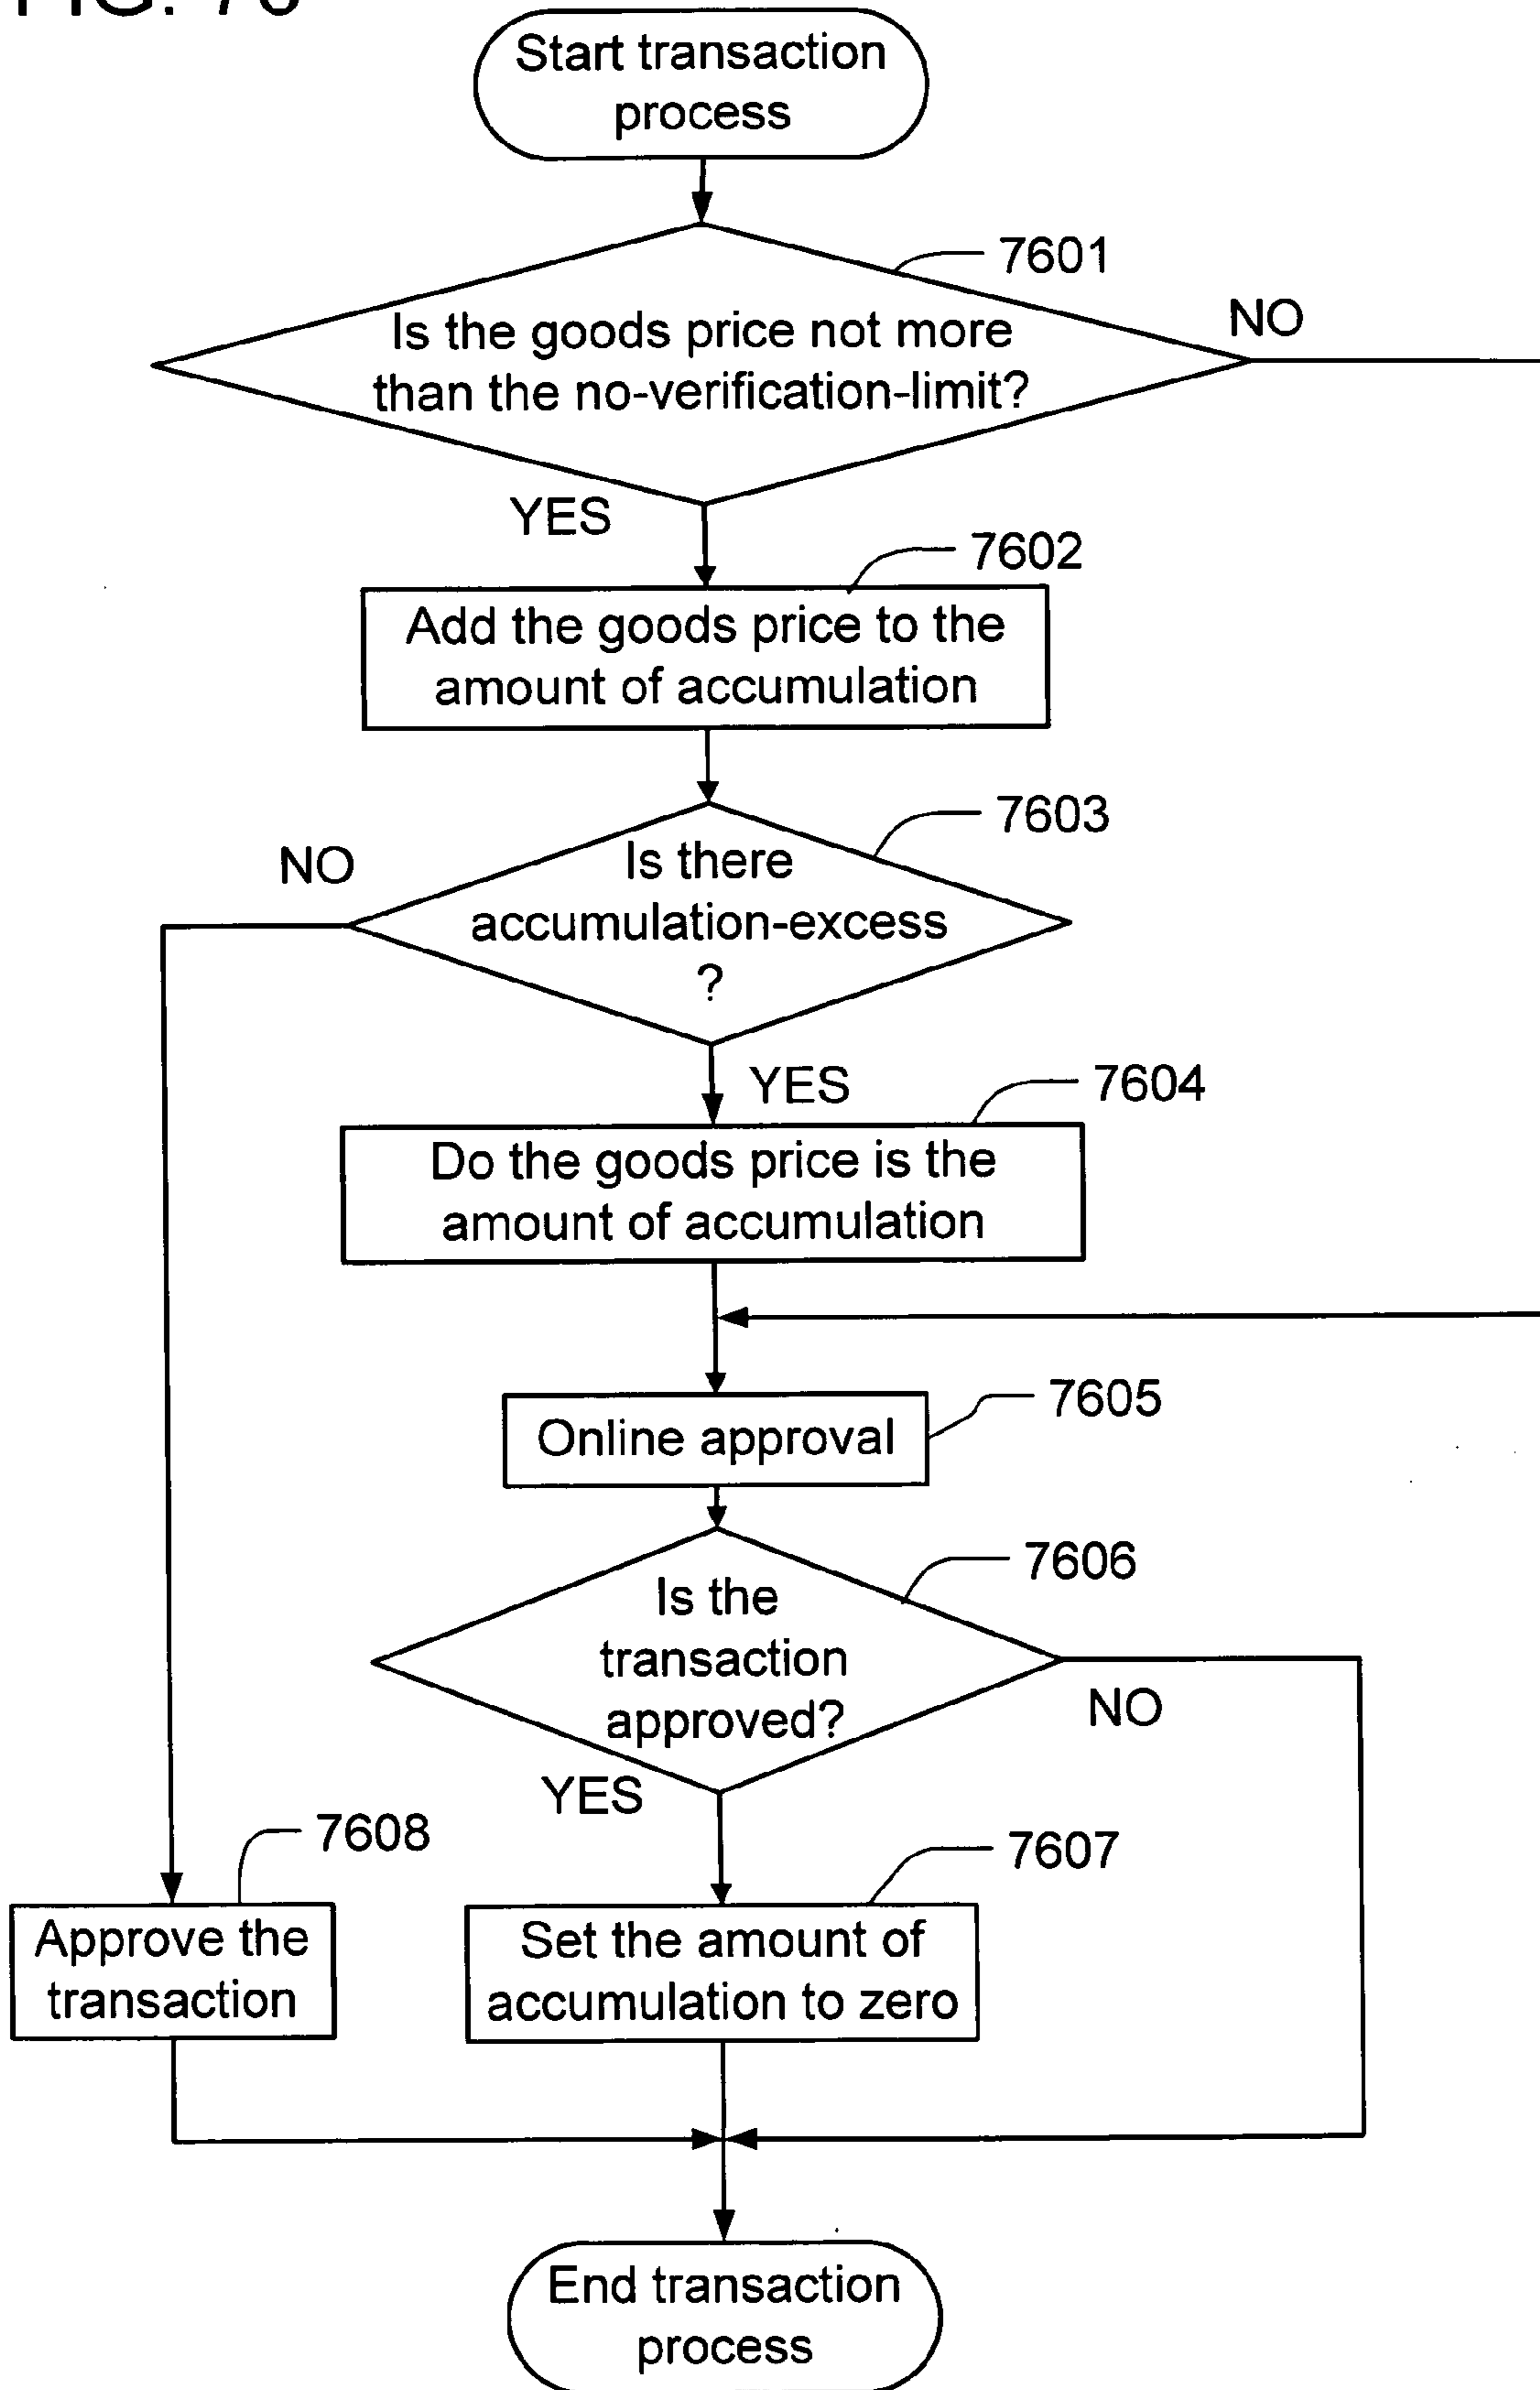 FIG. 76
Start transaction
process
7601
Is the goods price not more
than the no-verification-limit?
NO
YES
7602
Add the goods price to the
amount of accumulation
7603
NO
Is there
accumulation-excess
?
YES
7604
Do the goods price is the
amount of accumulation
7605
Online approval
7606
Is the
transaction
approved?
NO
YES
7608
7607
Approve the
transaction
Set the amount of
accumulation to zero
End transaction
process